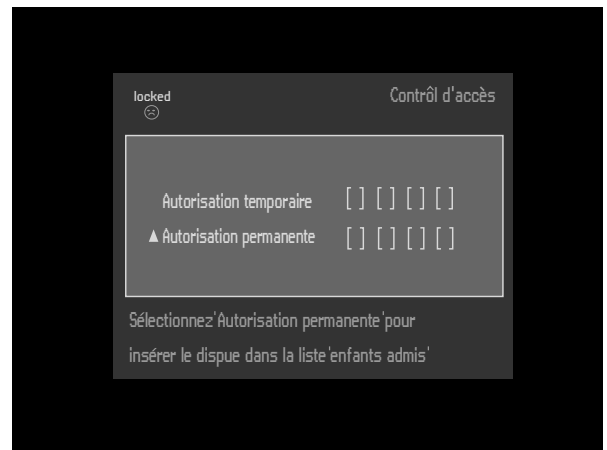 locked
Contrôl d'accès
Autorisation temporaire [ ] [ ] [ ] [ ]
▲ Autorisation permanente [ ] [ ] [ ] [ ]
Sélectionnez'Autorisation permanente'pour
insérer le dispue dans la liste'enfants admis'